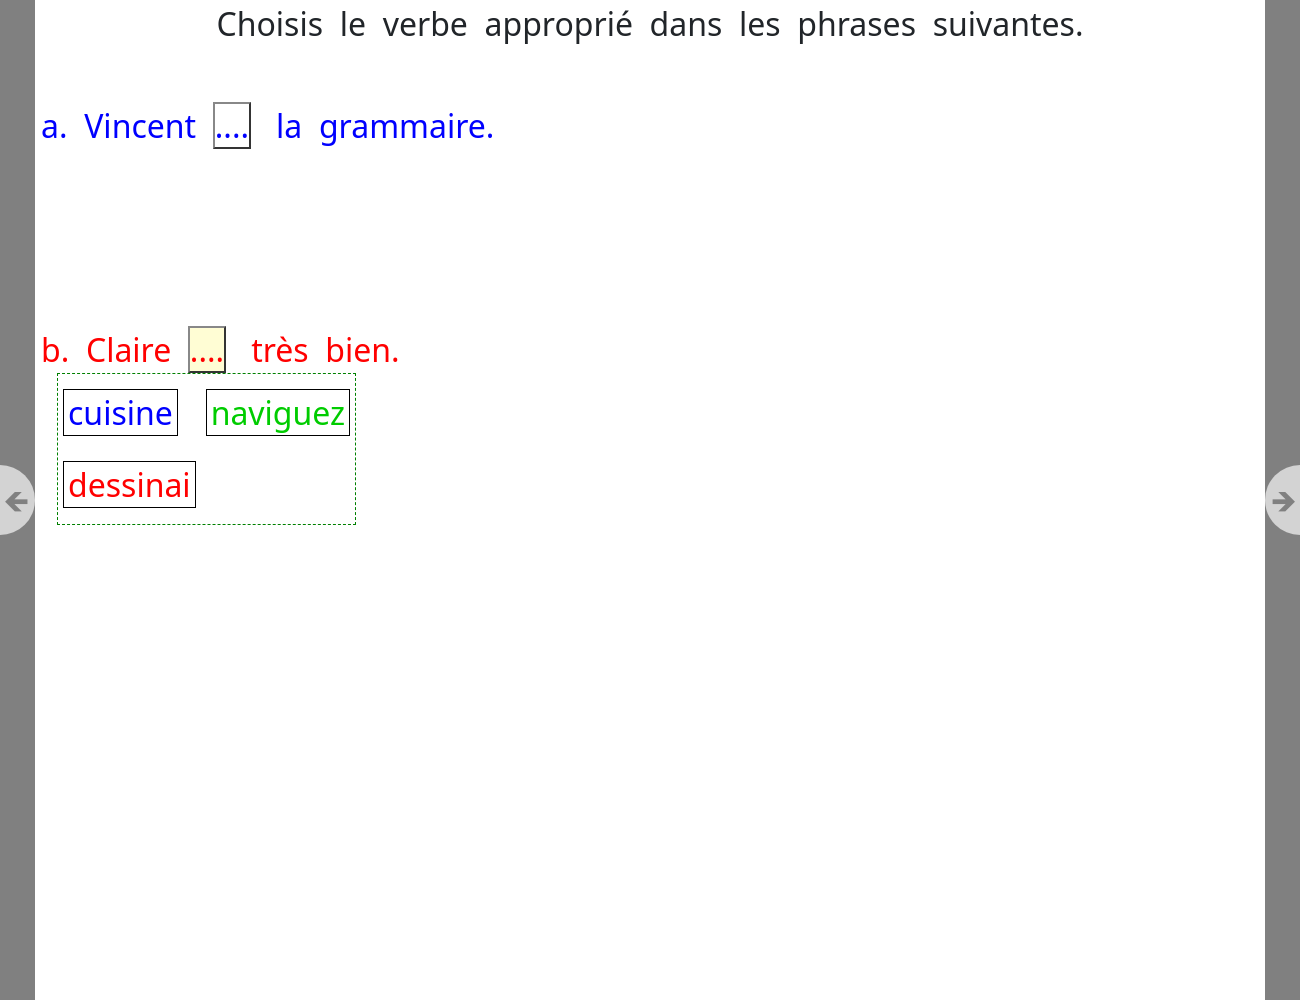 Choisis le verbe approprié dans les phrases suivantes.
a. Vincent .... la grammaire.
b. Claire .... très bien.
cuisine naviguez
dessinai